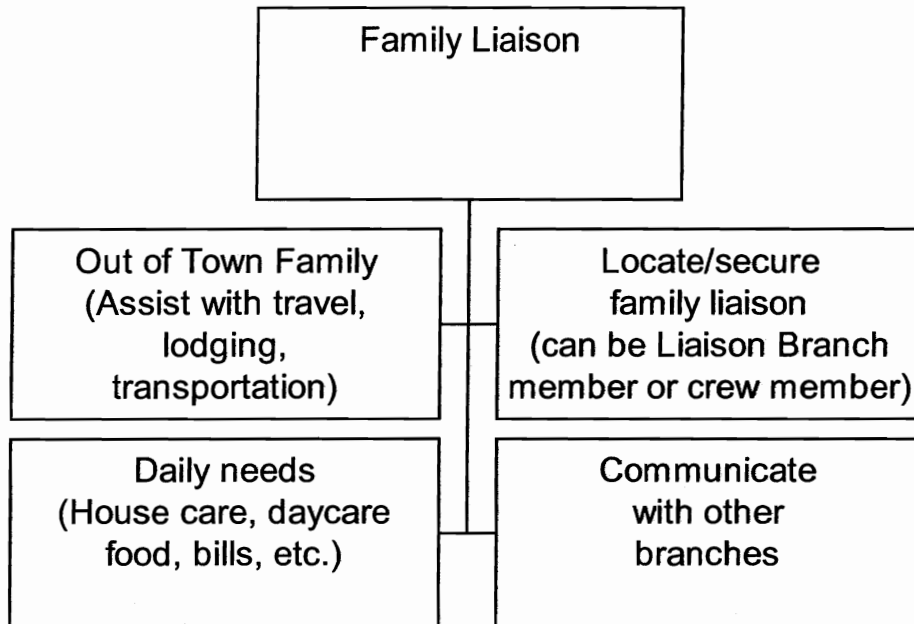 Family Liaison
Out of Town Family
(Assist with travel,
lodging,
transportation)
Locate/secure
family liaison
(can be Liaison Branch
member or crew member)
Daily needs
(House care, daycare
food, bills, etc.)
Communicate
with other
branches